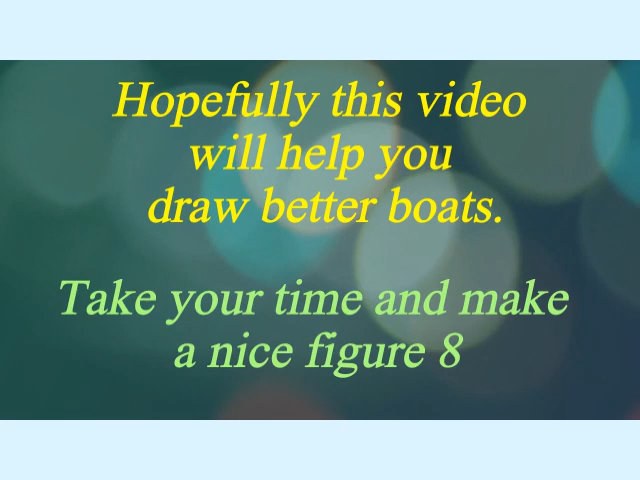 Hopefully this video
will help you
draw better boats.
Take your time and make
a nice figure 8